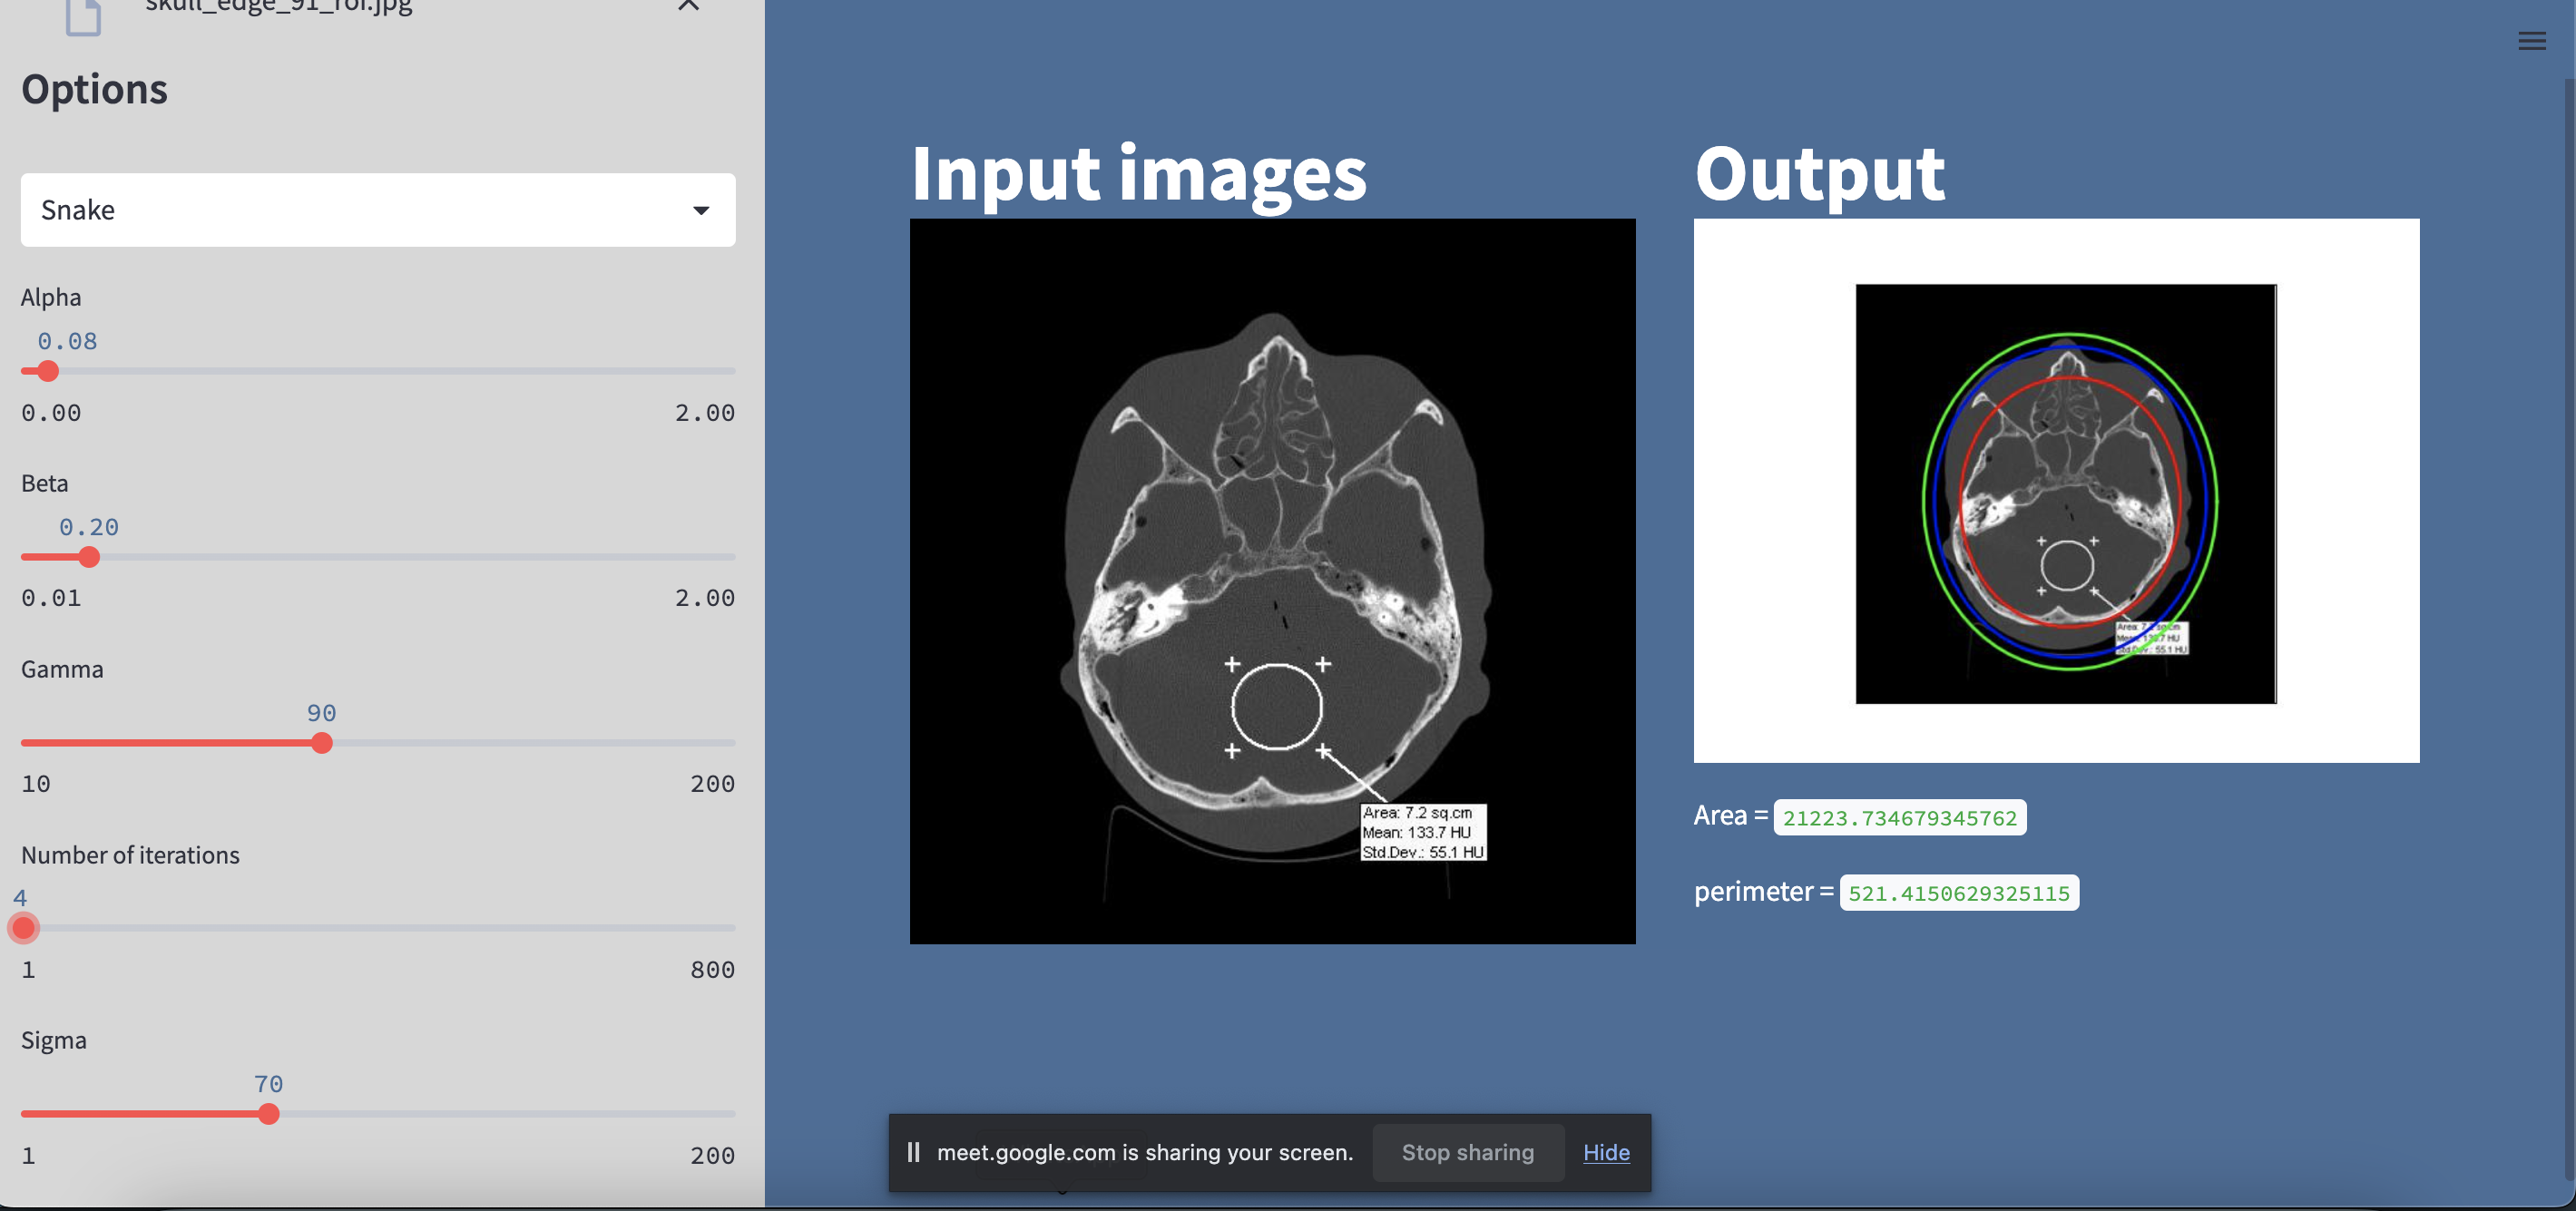 skull_edge_91_roi.jpg
Options
Snake
Alpha
0.08
0.00 2.00
Beta
0.20
0.01 2.00
Gamma
90
10 200
Number of iterations
4
1 800
Sigma
70
1 200
Input images
Area: 7.2 sq.cm
Mean: 133.7 HU
Std.Dev.: 55.1 HU
Output
Area = 21223.734679345762
perimeter = 521.4150629325115
meet.google.com is sharing your screen. Stop sharing Hide